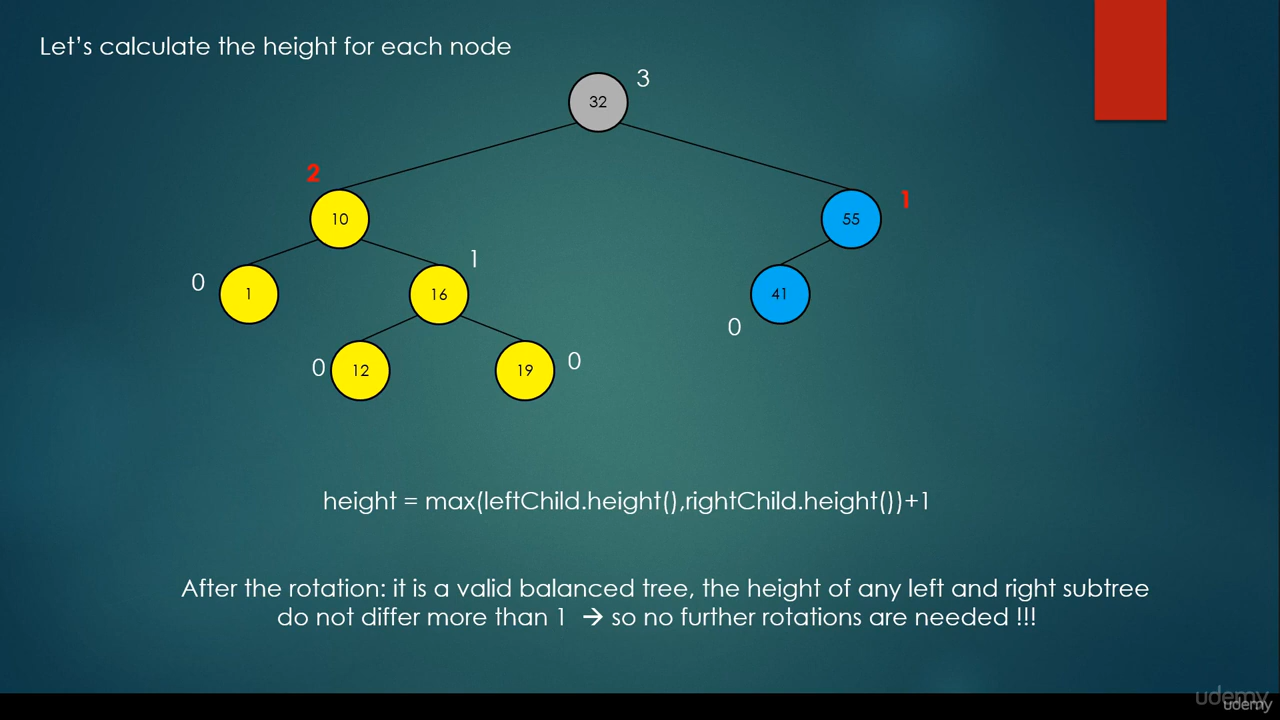 Let's calculate the height for each node
3
32
2
10
55
1
0
1
16
1
41
0
0
12
19
0
height = max(leftChild.height(),rightChild.height())+1
After the rotation: it is a valid balanced tree, the height of any left and right subtree
do not differ more than 1 → so no further rotations are needed !!!
udemy
udemy